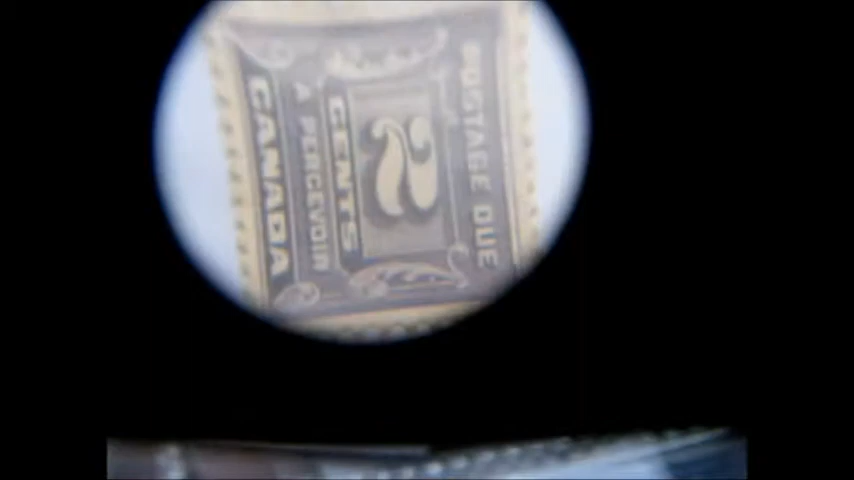 POSTAGE DUE
2
CENTS
A PERCEVOIR
CANADA